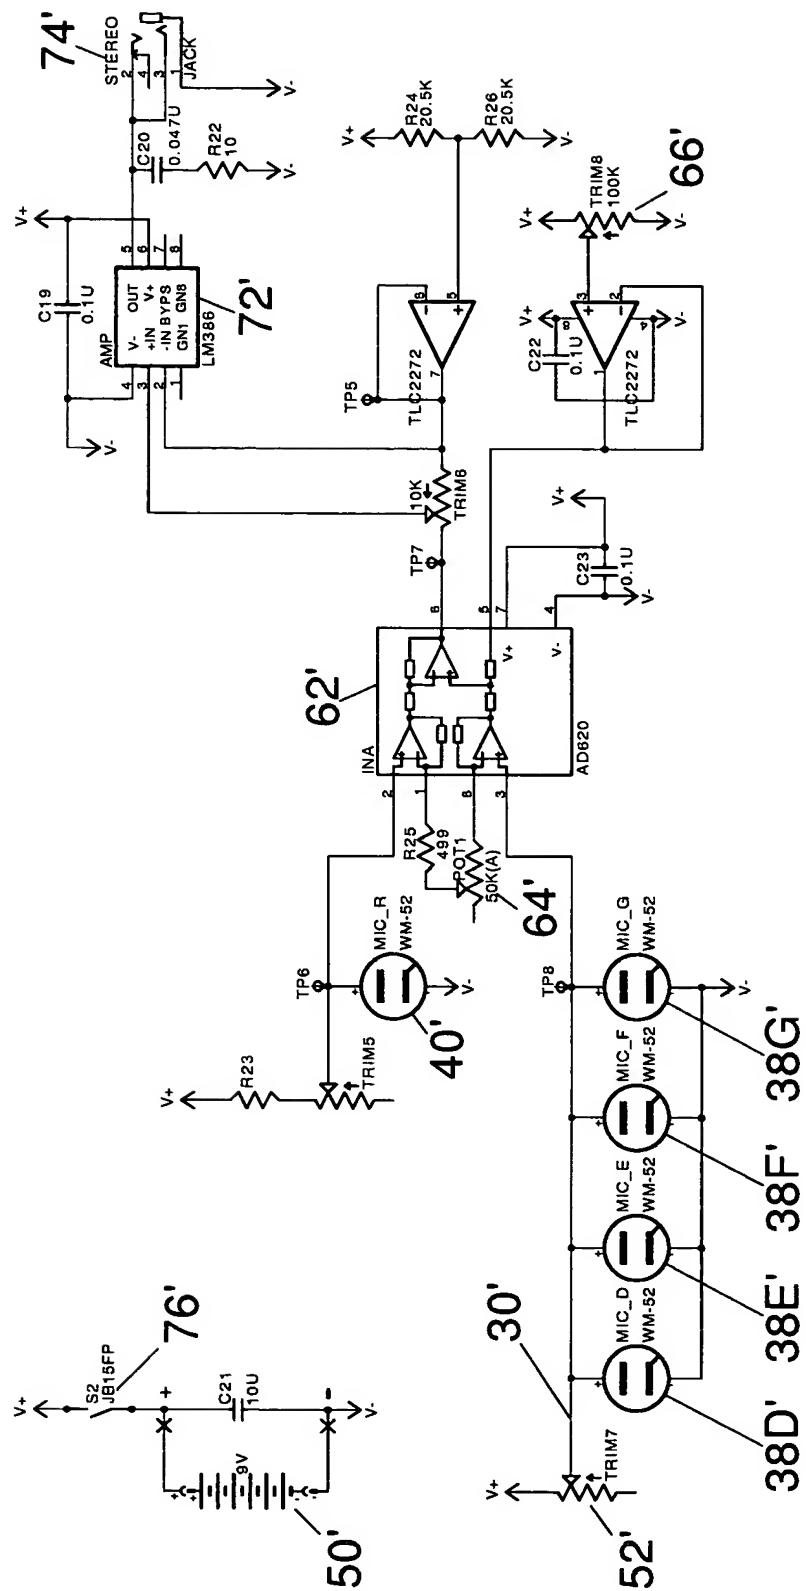 74'
STEREO
2
4
3
1
JACK
V-
C20
0.047U
R22
10
V-
V+
C19
0.1U
V-
AMP
4
3
2
1
V-
+IN
-IN
GN1
OUT
V+
BYPS
GN8
5
6
7
8
LM386
72'
V+
R24
20.5K
R26
20.5K
V-
TP5
7
6
5
-
+
TLC2272
V+
TRIM8
100K
V-
66'
V+
8
3
2
+
-
4
V-
C22
0.1U
1
TLC2272
10K
TRIM6
TP7
62'
INA
2
1
8
3
6
5
7
4
V+
V-
AD620
V+
C23
0.1U
V-
R25
499
POT1
50K(A)
64'
V+
R23
TRIM5
TP6
+
MIC_R
WM-52
V-
40'
V+
S2
JB15FP
76'
+
C21
10U
-
V-
+
+
9V
-
-
50'
V+
TRIM7
52'
30'
TP8
+
MIC_D
WM-52
+
MIC_E
WM-52
+
MIC_F
WM-52
+
MIC_G
WM-52
V-
38D'
38E'
38F'
38G'